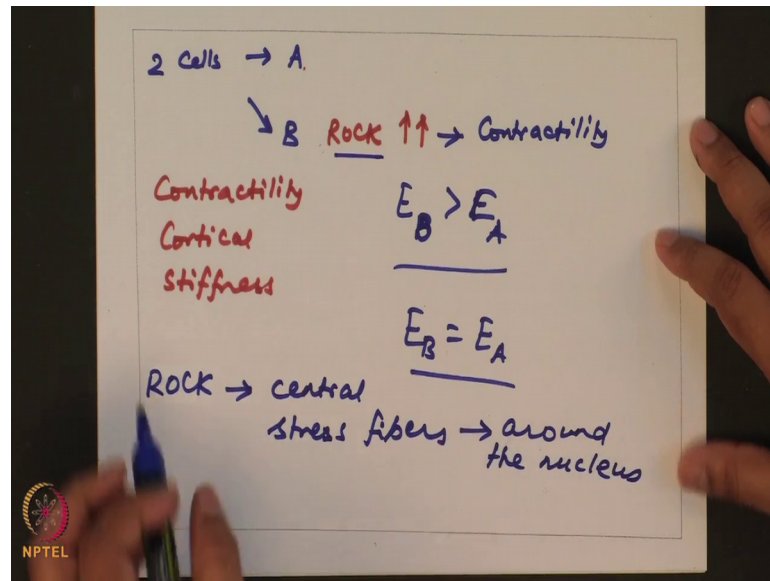 2 cells → A.
↘ B ROCK ↑↑ → Contractility
Contractility
Cortical
stiffness
E_B > E_A
E_B = E_A
ROCK → central
stress fibers → around
the nucleus
NPTEL